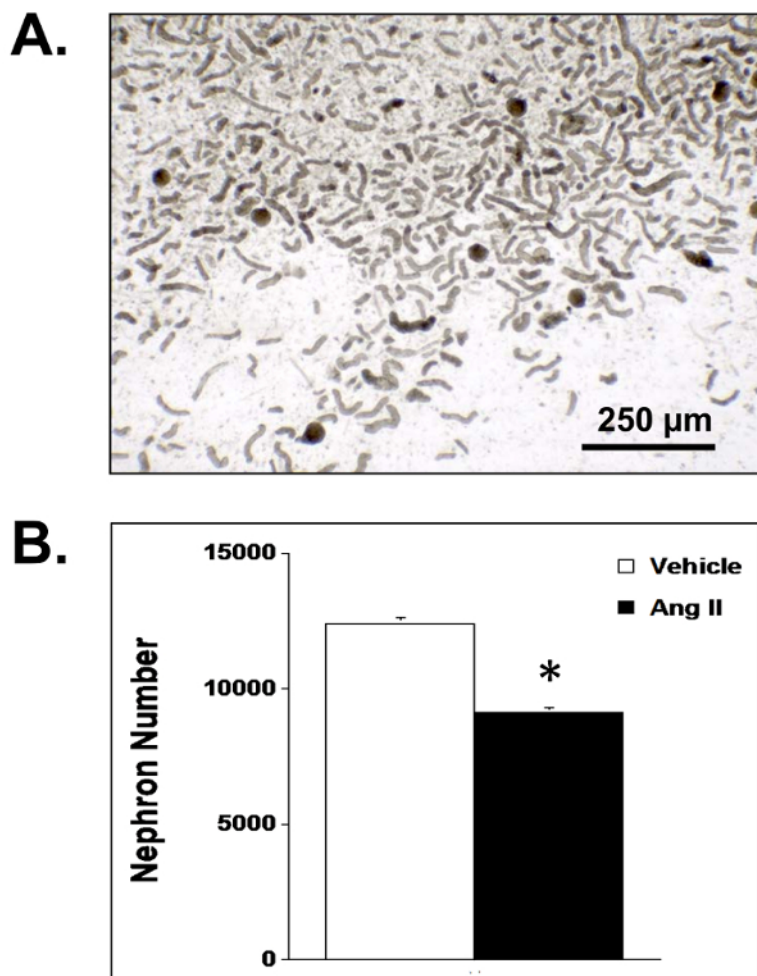 A.
250 μm
B.
15000
Vehicle
Ang II
*
10000
Nephron Number
5000
0